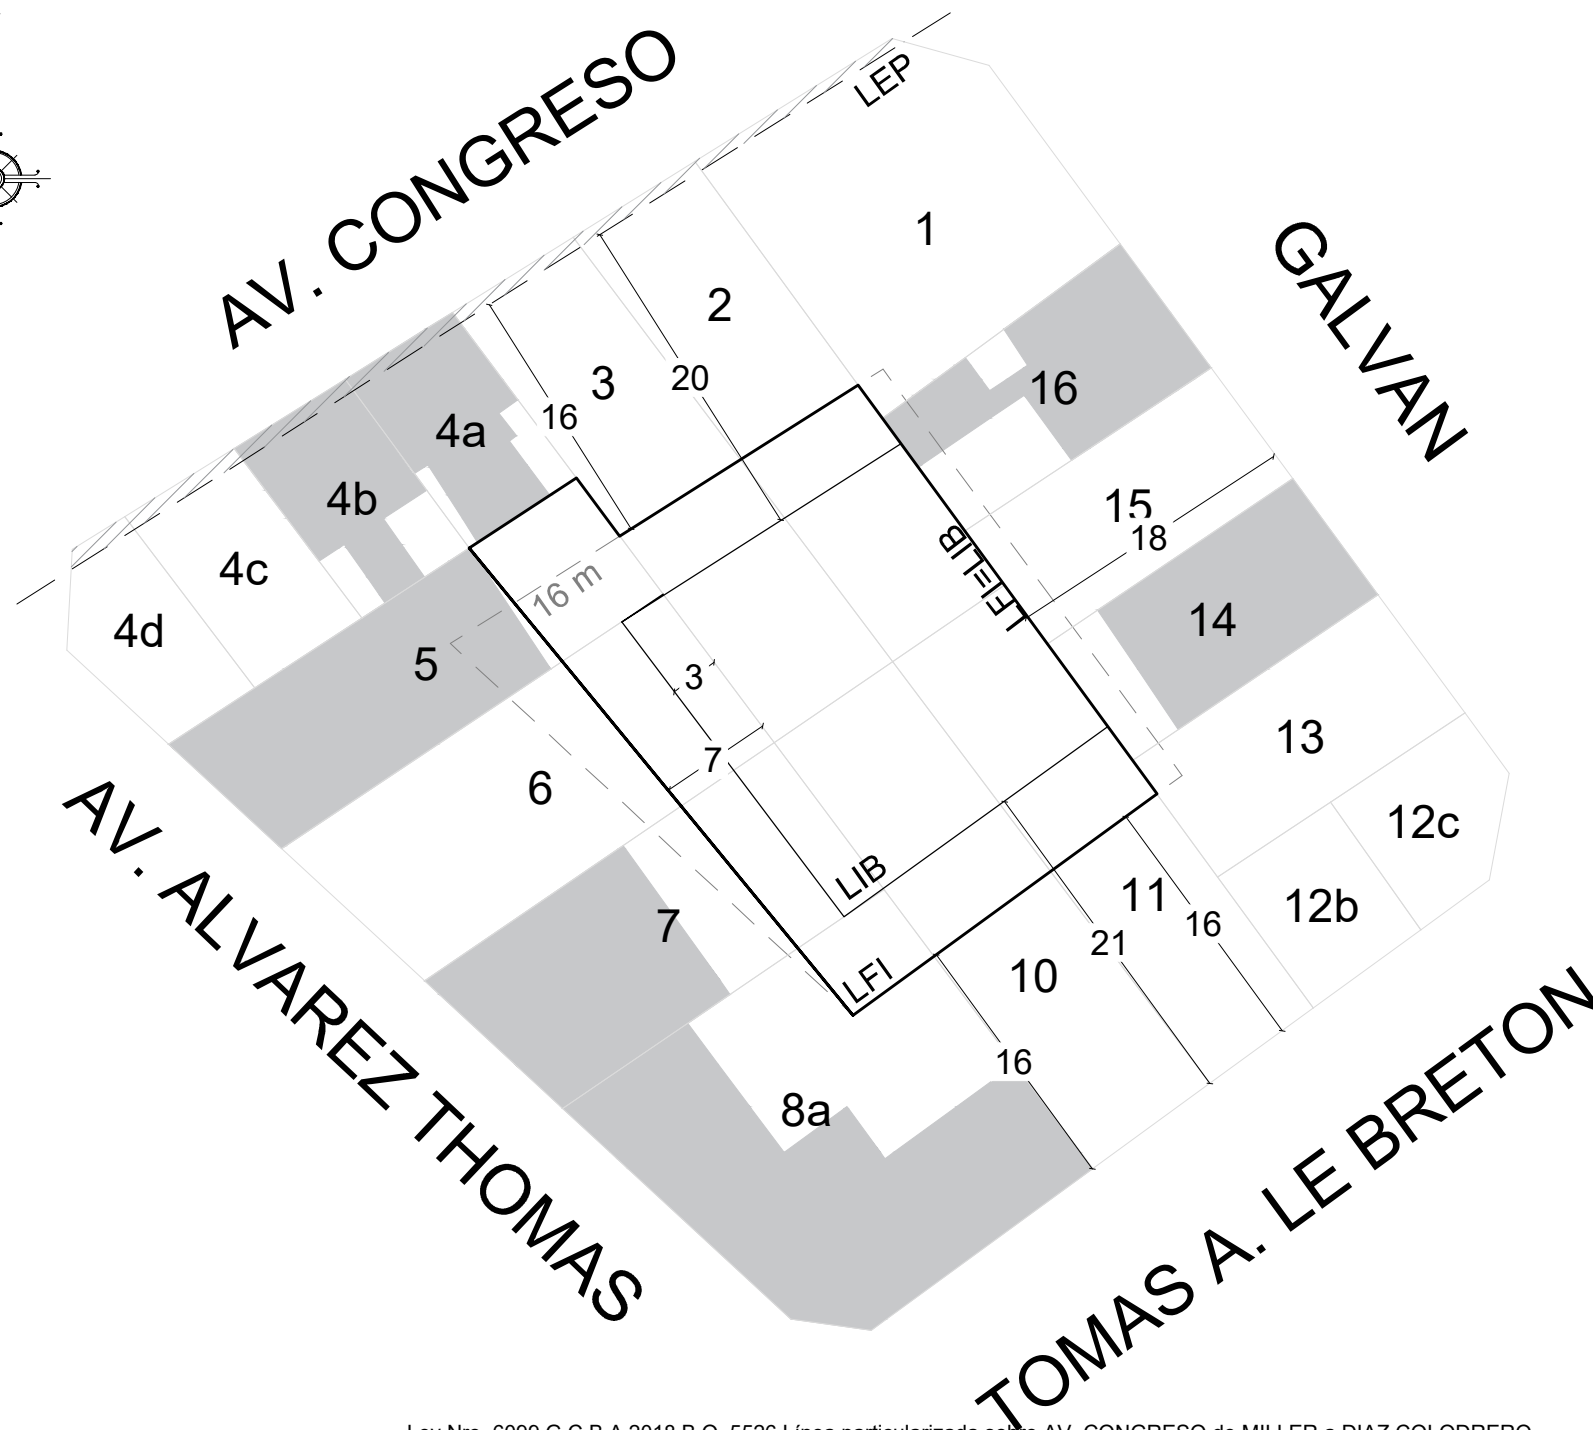 AV. CONGRESO
LEP
1
GALVAN
2
3
20
16
16
4a
4b
15
18
4c
LFI=LIB
16 m
14
4d
5
3
13
7
6
12c
AV. ALVAREZ THOMAS
LIB
11
12b
7
16
21
LFI
10
16
8a
TOMAS A. LE BRETON